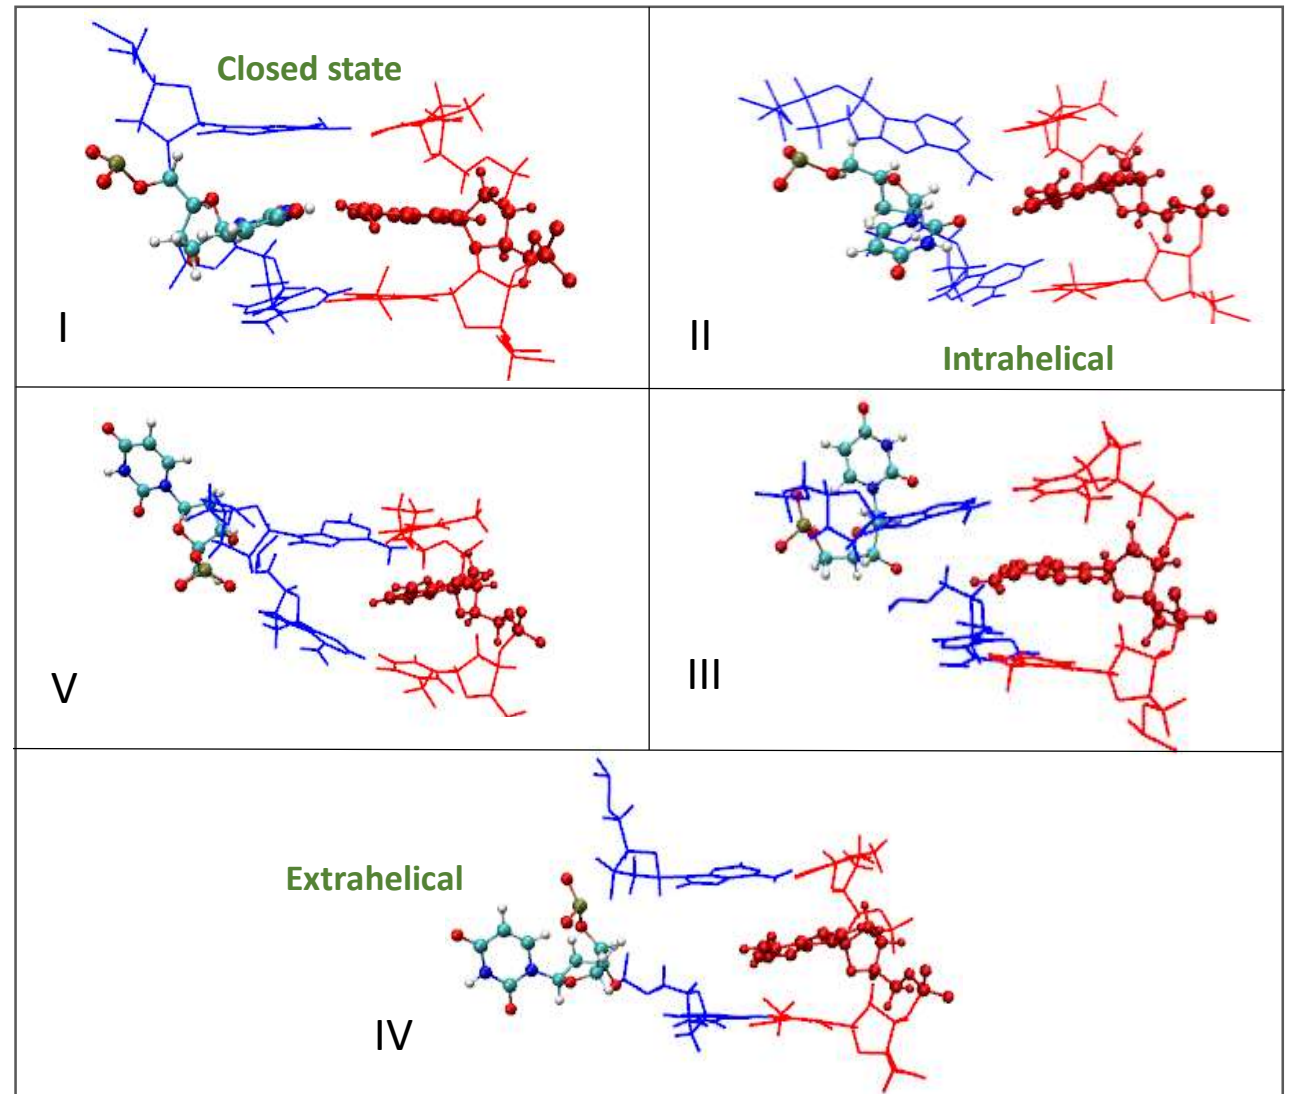 Closed state
I
II
Intrahelical
V
III
Extrahelical
IV